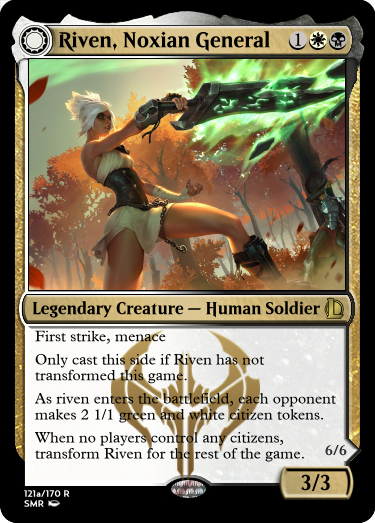 Riven, Noxian General 1
Legendary Creature — Human Soldier
First strike, menace
Only cast this side if Riven has not
transformed this game.
As riven enters the battlefield, each opponent
makes 2 1/1 green and white citizen tokens.
When no players control any citizens,
transform Riven for the rest of the game.
6/6
3/3
121a/170 R
SMR